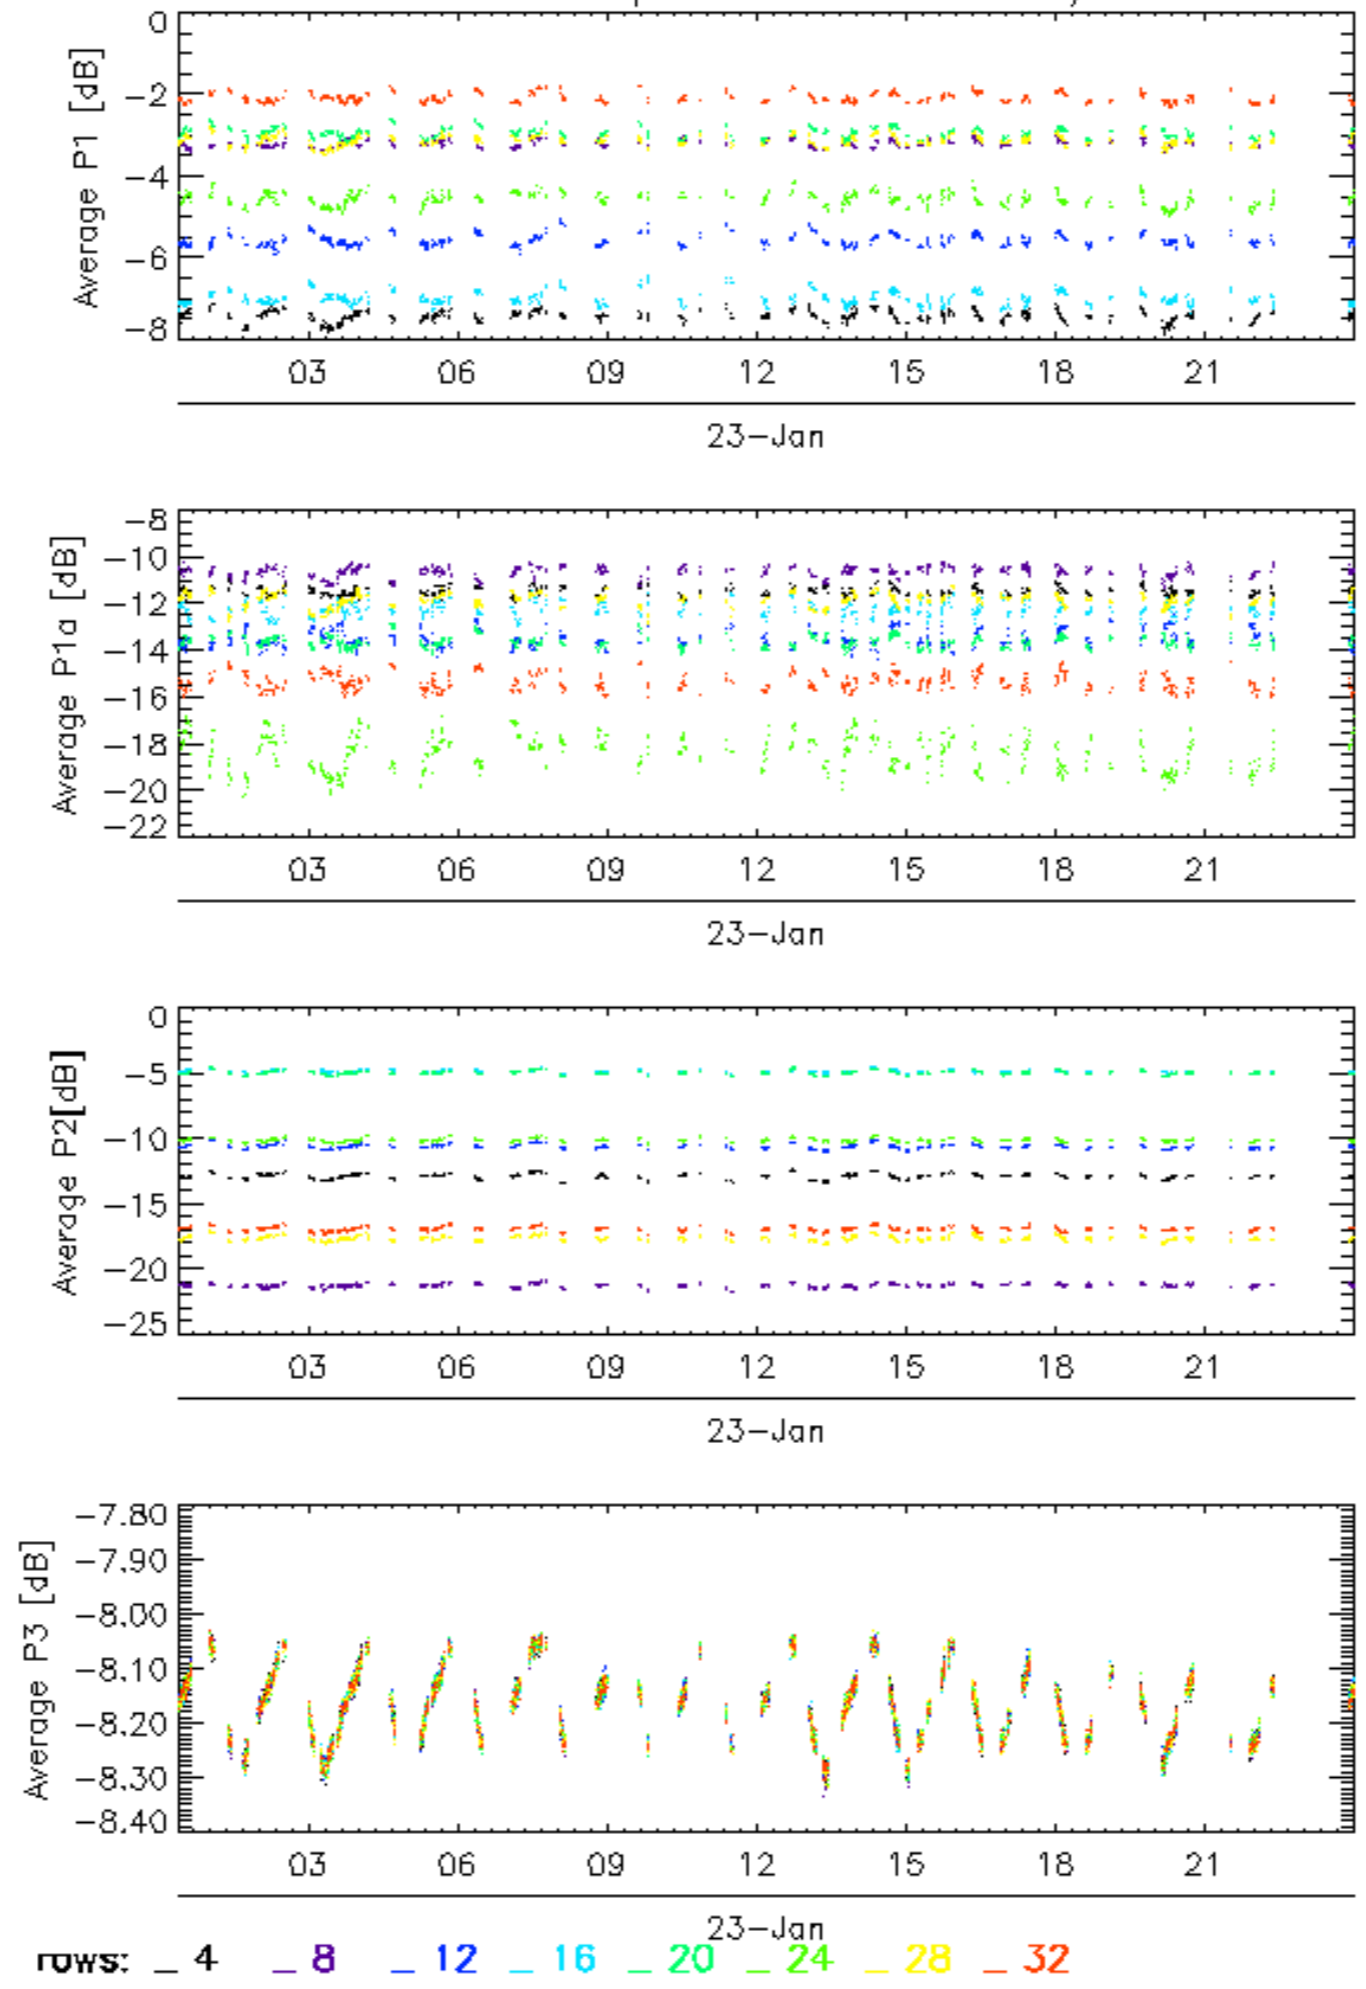 0
-2
-4
-6
-8
Average P1 [dB]
03 06 09 12 15 18 21
23-Jan
-8
-10
-12
-14
-16
-18
-20
-22
Average P1a [dB]
03 06 09 12 15 18 21
23-Jan
0
-5
-10
-15
-20
-25
Average P2[dB]
03 06 09 12 15 18 21
23-Jan
-7.80
-7.90
-8.00
-8.10
-8.20
-8.30
-8.40
Average P3 [dB]
03 06 09 12 15 18 21
23-Jan
rows: _ 4 _ 8 _ 12 _ 16 _ 20 _ 24 _ 28 _ 32